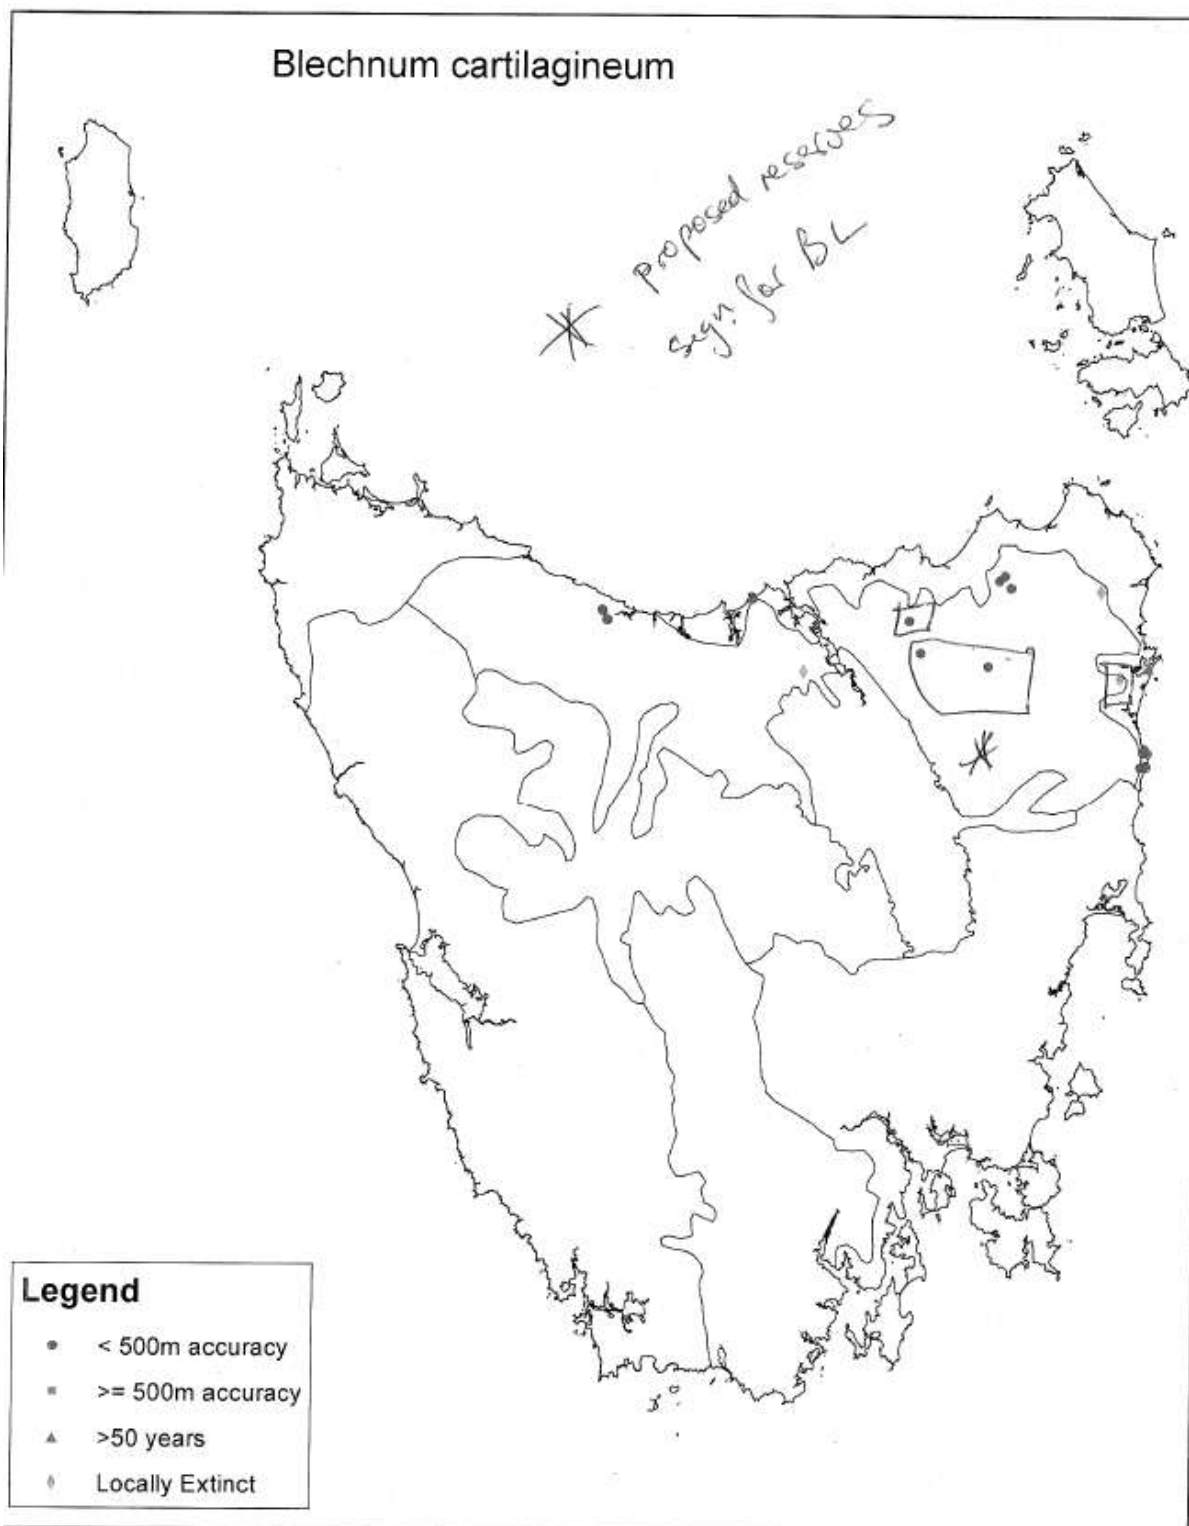 Blechnum cartilagineum
proposed reserves
sign. for BL
Legend
< 500m accuracy
>= 500m accuracy
>50 years
Locally Extinct